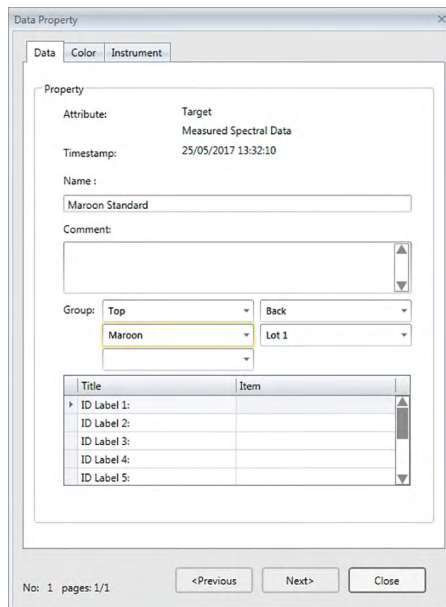 Data Property
Data Color Instrument
Property
Attribute: Target
Measured Spectral Data
Timestamp: 25/05/2017 13:32:10
Name :
Maroon Standard
Comment:
Group: Top Back
Maroon Lot 1
Title Item
ID Label 1:
ID Label 2:
ID Label 3:
ID Label 4:
ID Label 5:
No: 1 pages: 1/1 <Previous Next> Close